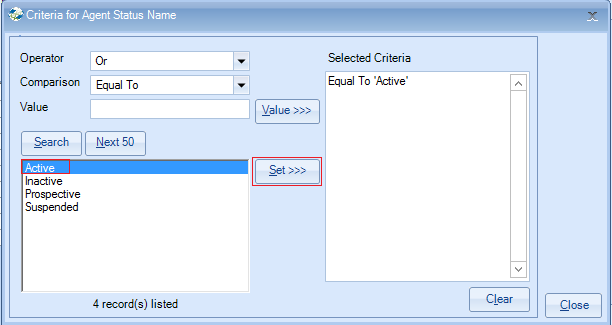 Criteria for Agent Status Name
Operator
Or
Comparison
Equal To
Value
Value >>>
Search
Next 50
Active
Inactive
Prospective
Suspended
4 record(s) listed
Set >>>
Selected Criteria
Equal To 'Active'
Clear
Close